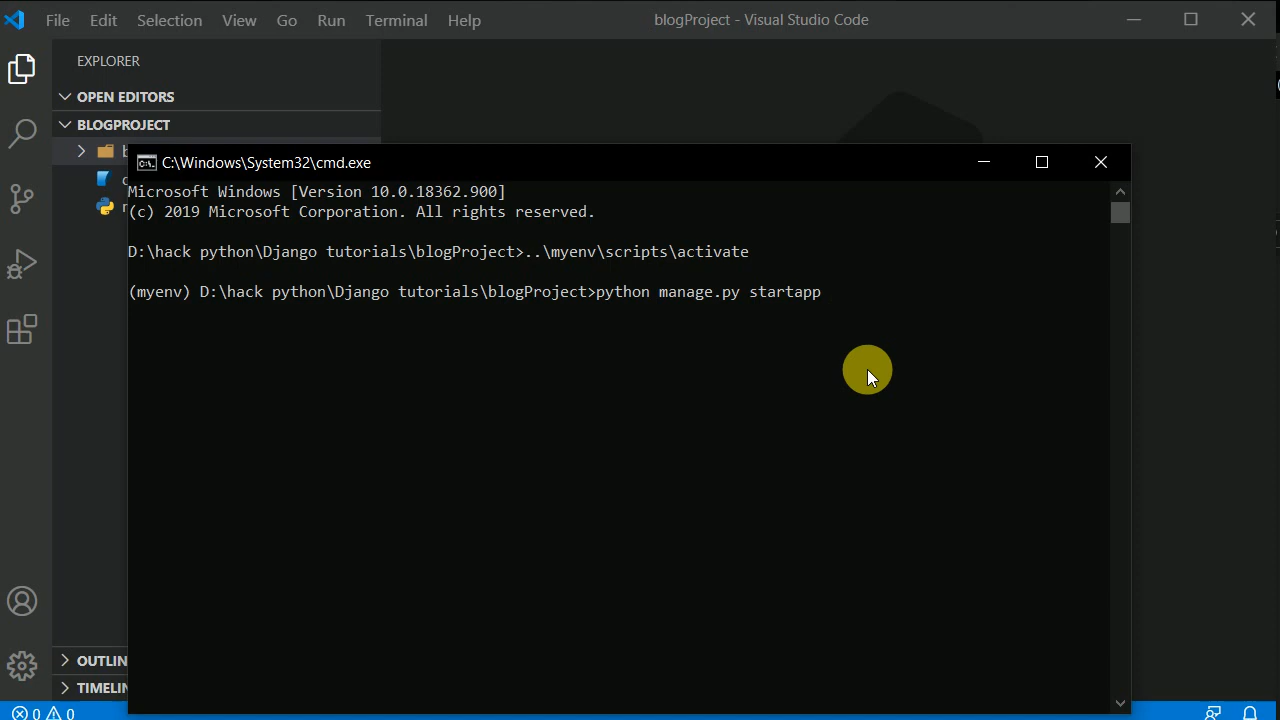 File Edit Selection View Go Run Terminal Help
blogProject - Visual Studio Code
EXPLORER
OPEN EDITORS
BLOGPROJECT
C:\Windows\System32\cmd.exe
Microsoft Windows [Version 10.0.18362.900]
(c) 2019 Microsoft Corporation. All rights reserved.
D:\hack python\Django tutorials\blogProject>..\myenv\scripts\activate
(myenv) D:\hack python\Django tutorials\blogProject>python manage.py startapp
OUTLIN
TIMELIN
0 0